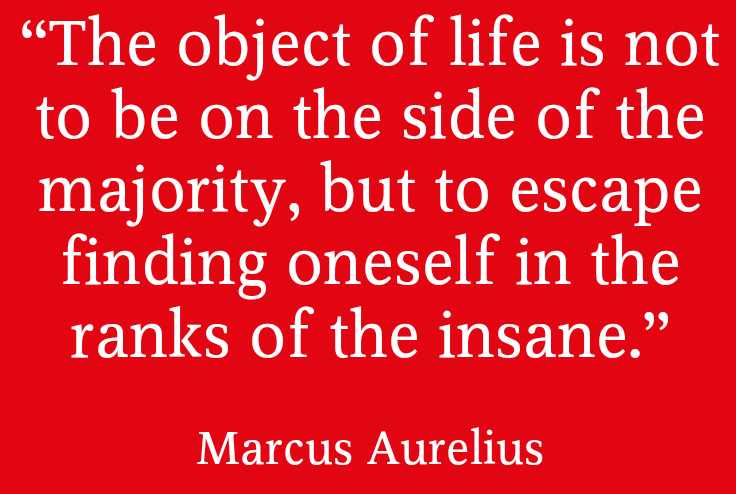 “The object of life is not
to be on the side of the
majority, but to escape
finding oneself in the
ranks of the insane.”
Marcus Aurelius